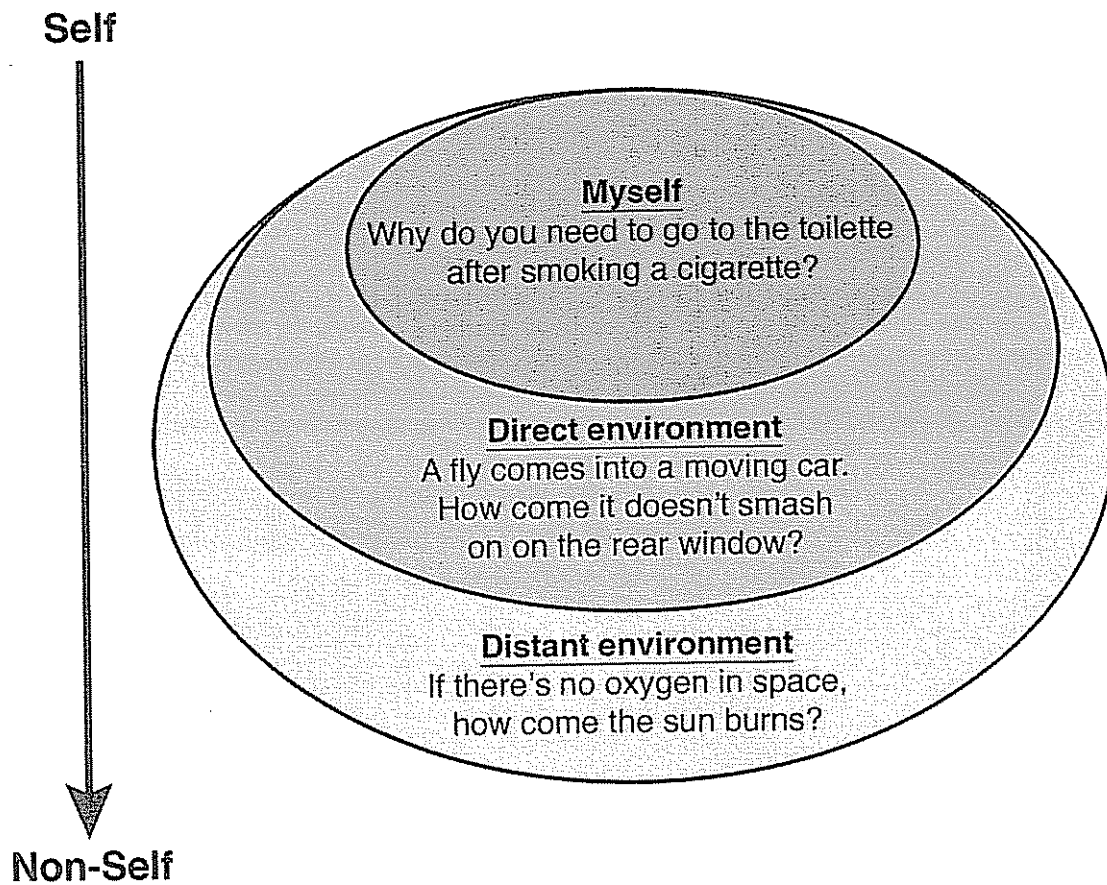 Self
Myself
Why do you need to go to the toilette
after smoking a cigarette?
Direct environment
A fly comes into a moving car.
How come it doesn't smash
on on the rear window?
Distant environment
If there's no oxygen in space,
how come the sun burns?
Non-Self